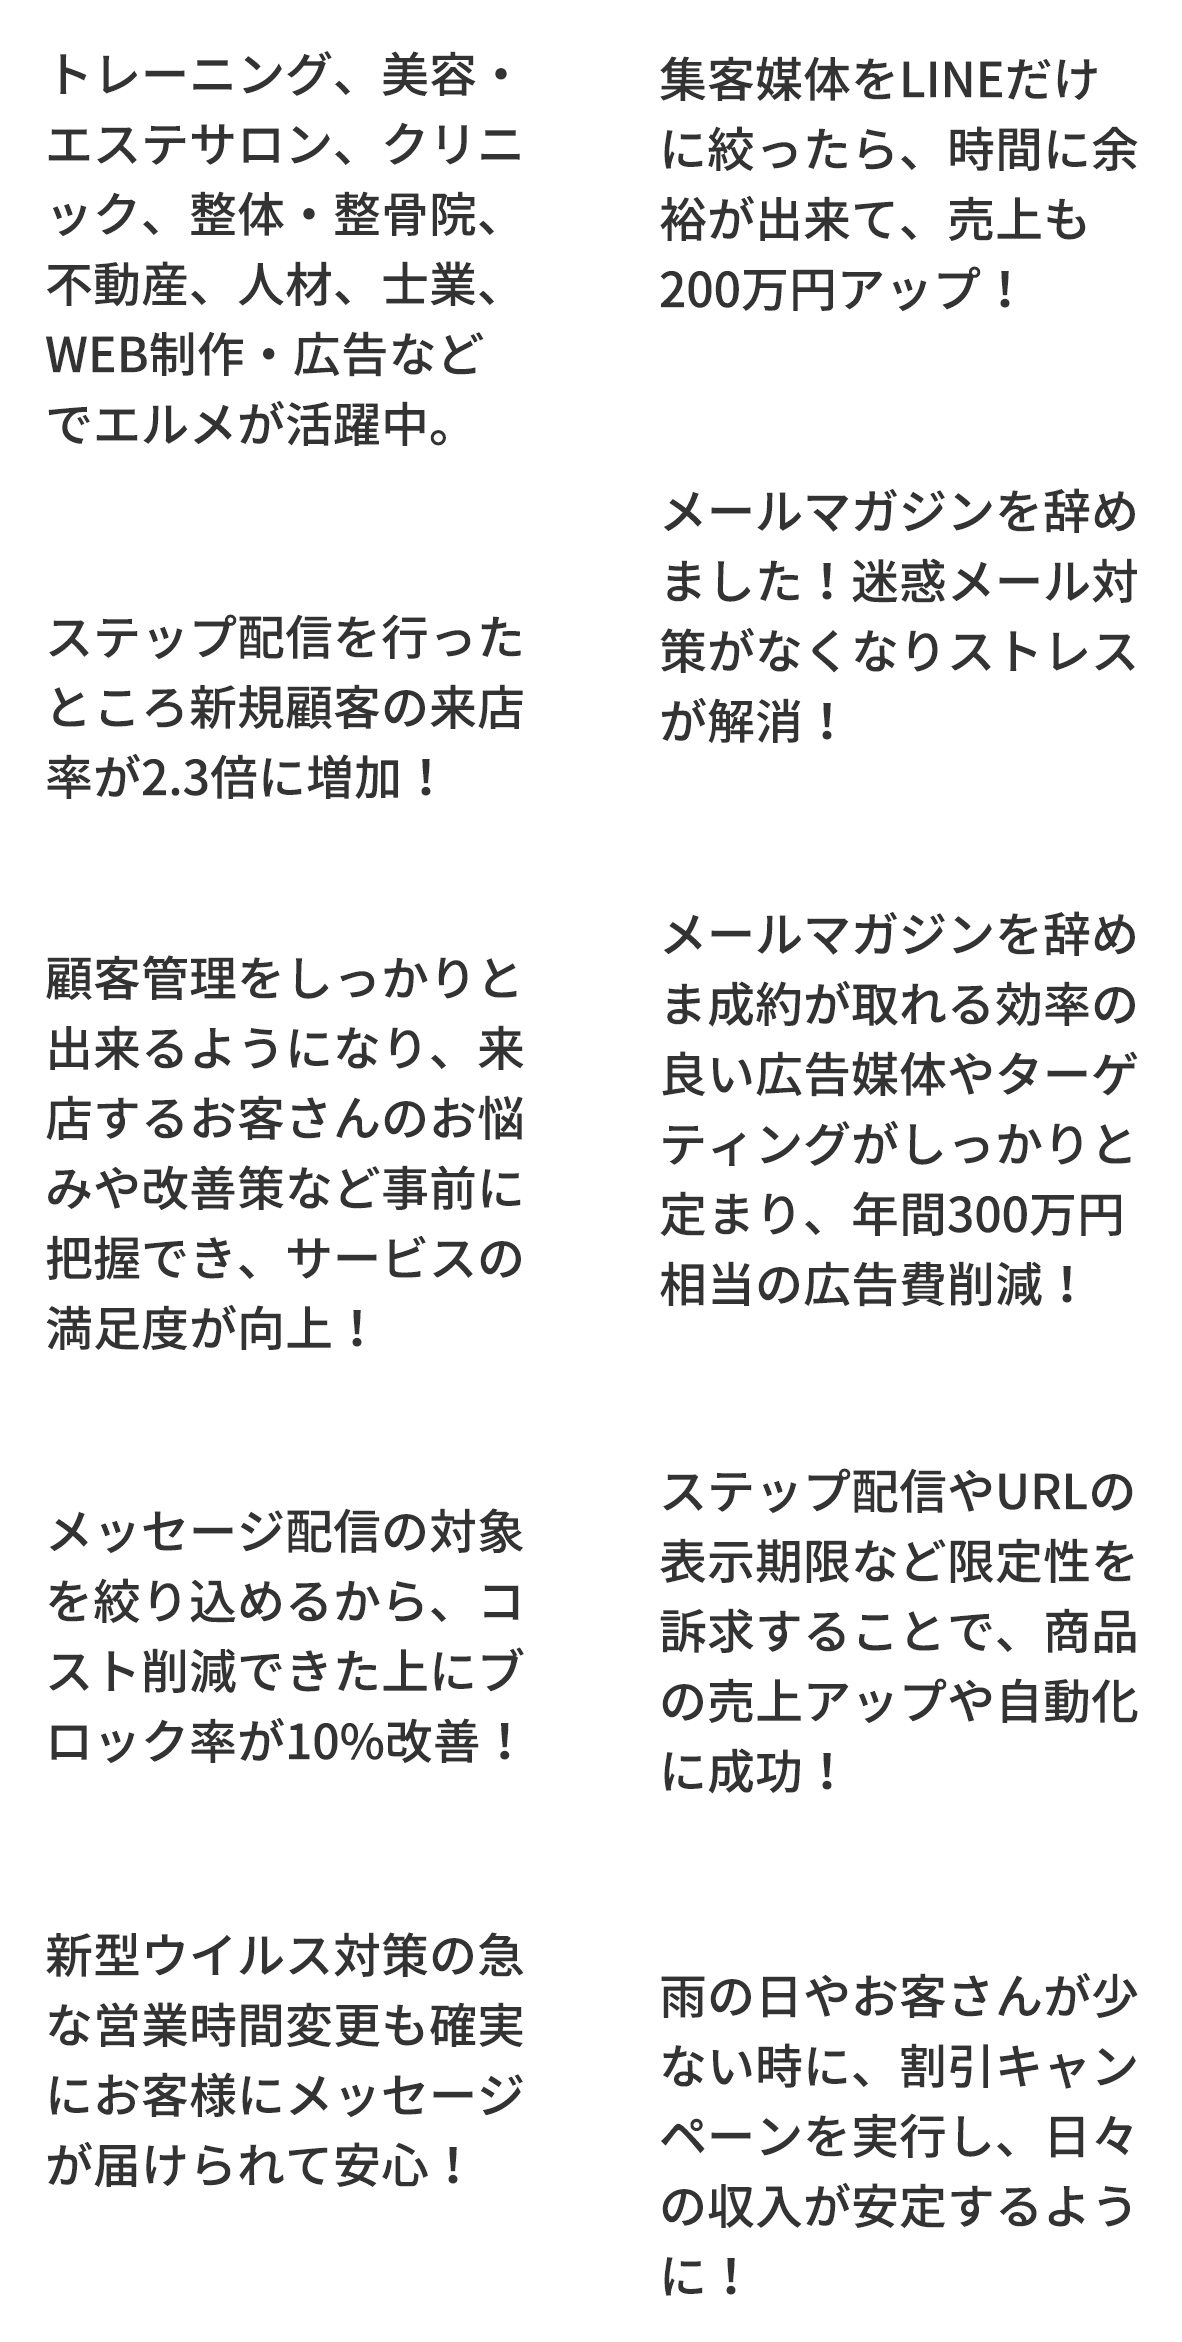 トレーニング、美容・
エステサロン、クリニ
ック、整体・整骨院、
不動産、人材、士業、
WEB制作・広告など
でエルメが活躍中。
ステップ配信を行った
ところ新規顧客の来店
率が2.3倍に増加！
顧客管理をしっかりと
出来るようになり、来
店するお客さんのお悩
みや改善策など事前に
把握でき、サービスの
満足度が向上！
メッセージ配信の対象
を絞り込めるから、コ
スト削減できた上にブ
ロック率が10%改善！
新型ウイルス対策の急
な営業時間変更も確実
にお客様にメッセージ
が届けられて安心！
集客媒体をLINEだけ
に絞ったら、時間に余
裕が出来て、売上も
200万円アップ！
メールマガジンを辞め
ました！迷惑メール対
策がなくなりストレス
が解消！
メールマガジンを辞め
ま成約が取れる効率の
良い広告媒体やターゲ
ティングがしっかりと
定まり、年間300万円
相当の広告費削減！
ステップ配信やURLの
表示期限など限定性を
訴求することで、商品
の売上アップや自動化
に成功！
雨の日やお客さんが少
ない時に、割引キャン
ペーンを実行し、日々
の収入が安定するよう
に！